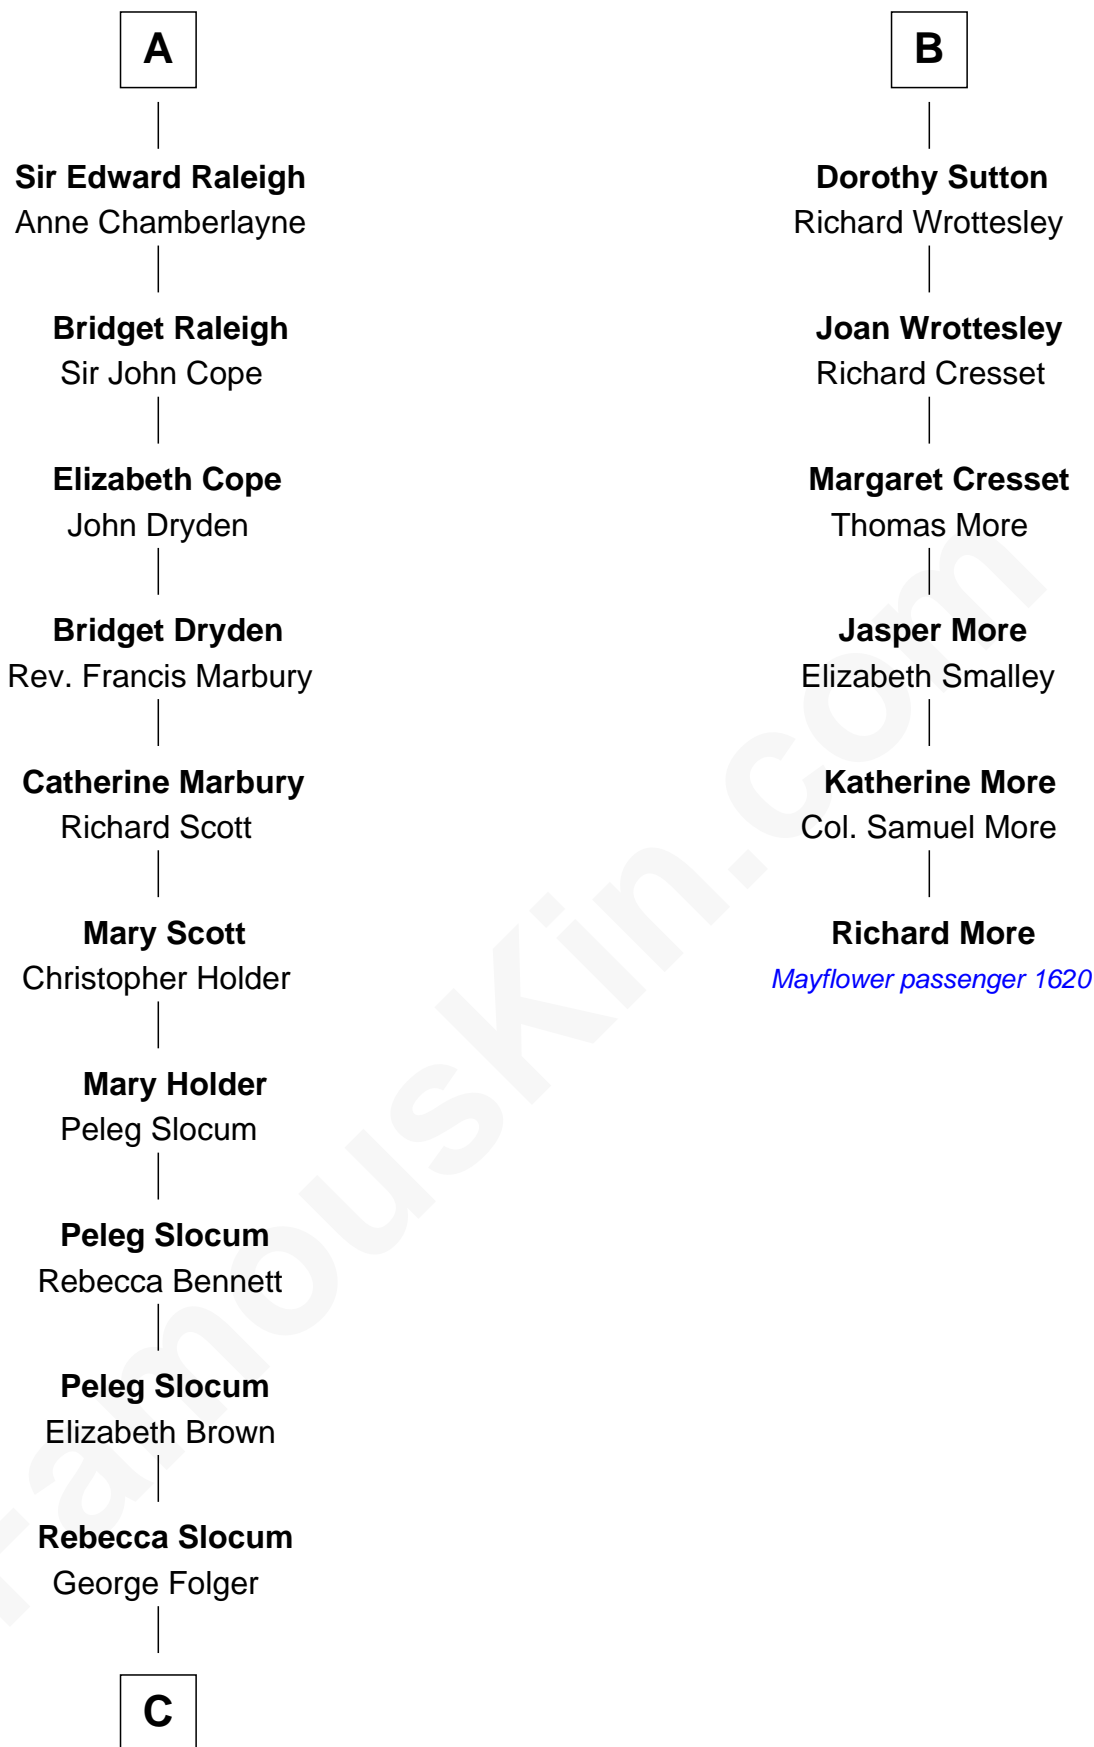 A
Sir Edward Raleigh
Anne Chamberlayne
Bridget Raleigh
Sir John Cope
Elizabeth Cope
John Dryden
Bridget Dryden
Rev. Francis Marbury
Catherine Marbury
Richard Scott
Mary Scott
Christopher Holder
Mary Holder
Peleg Slocum
Peleg Slocum
Rebecca Bennett
Peleg Slocum
Elizabeth Brown
Rebecca Slocum
George Folger
C
B
Dorothy Sutton
Richard Wrottesley
Joan Wrottesley
Richard Cresset
Margaret Cresset
Thomas More
Jasper More
Elizabeth Smalley
Katherine More
Col. Samuel More
Richard More
Mayflower passenger 1620
FamousKin.com